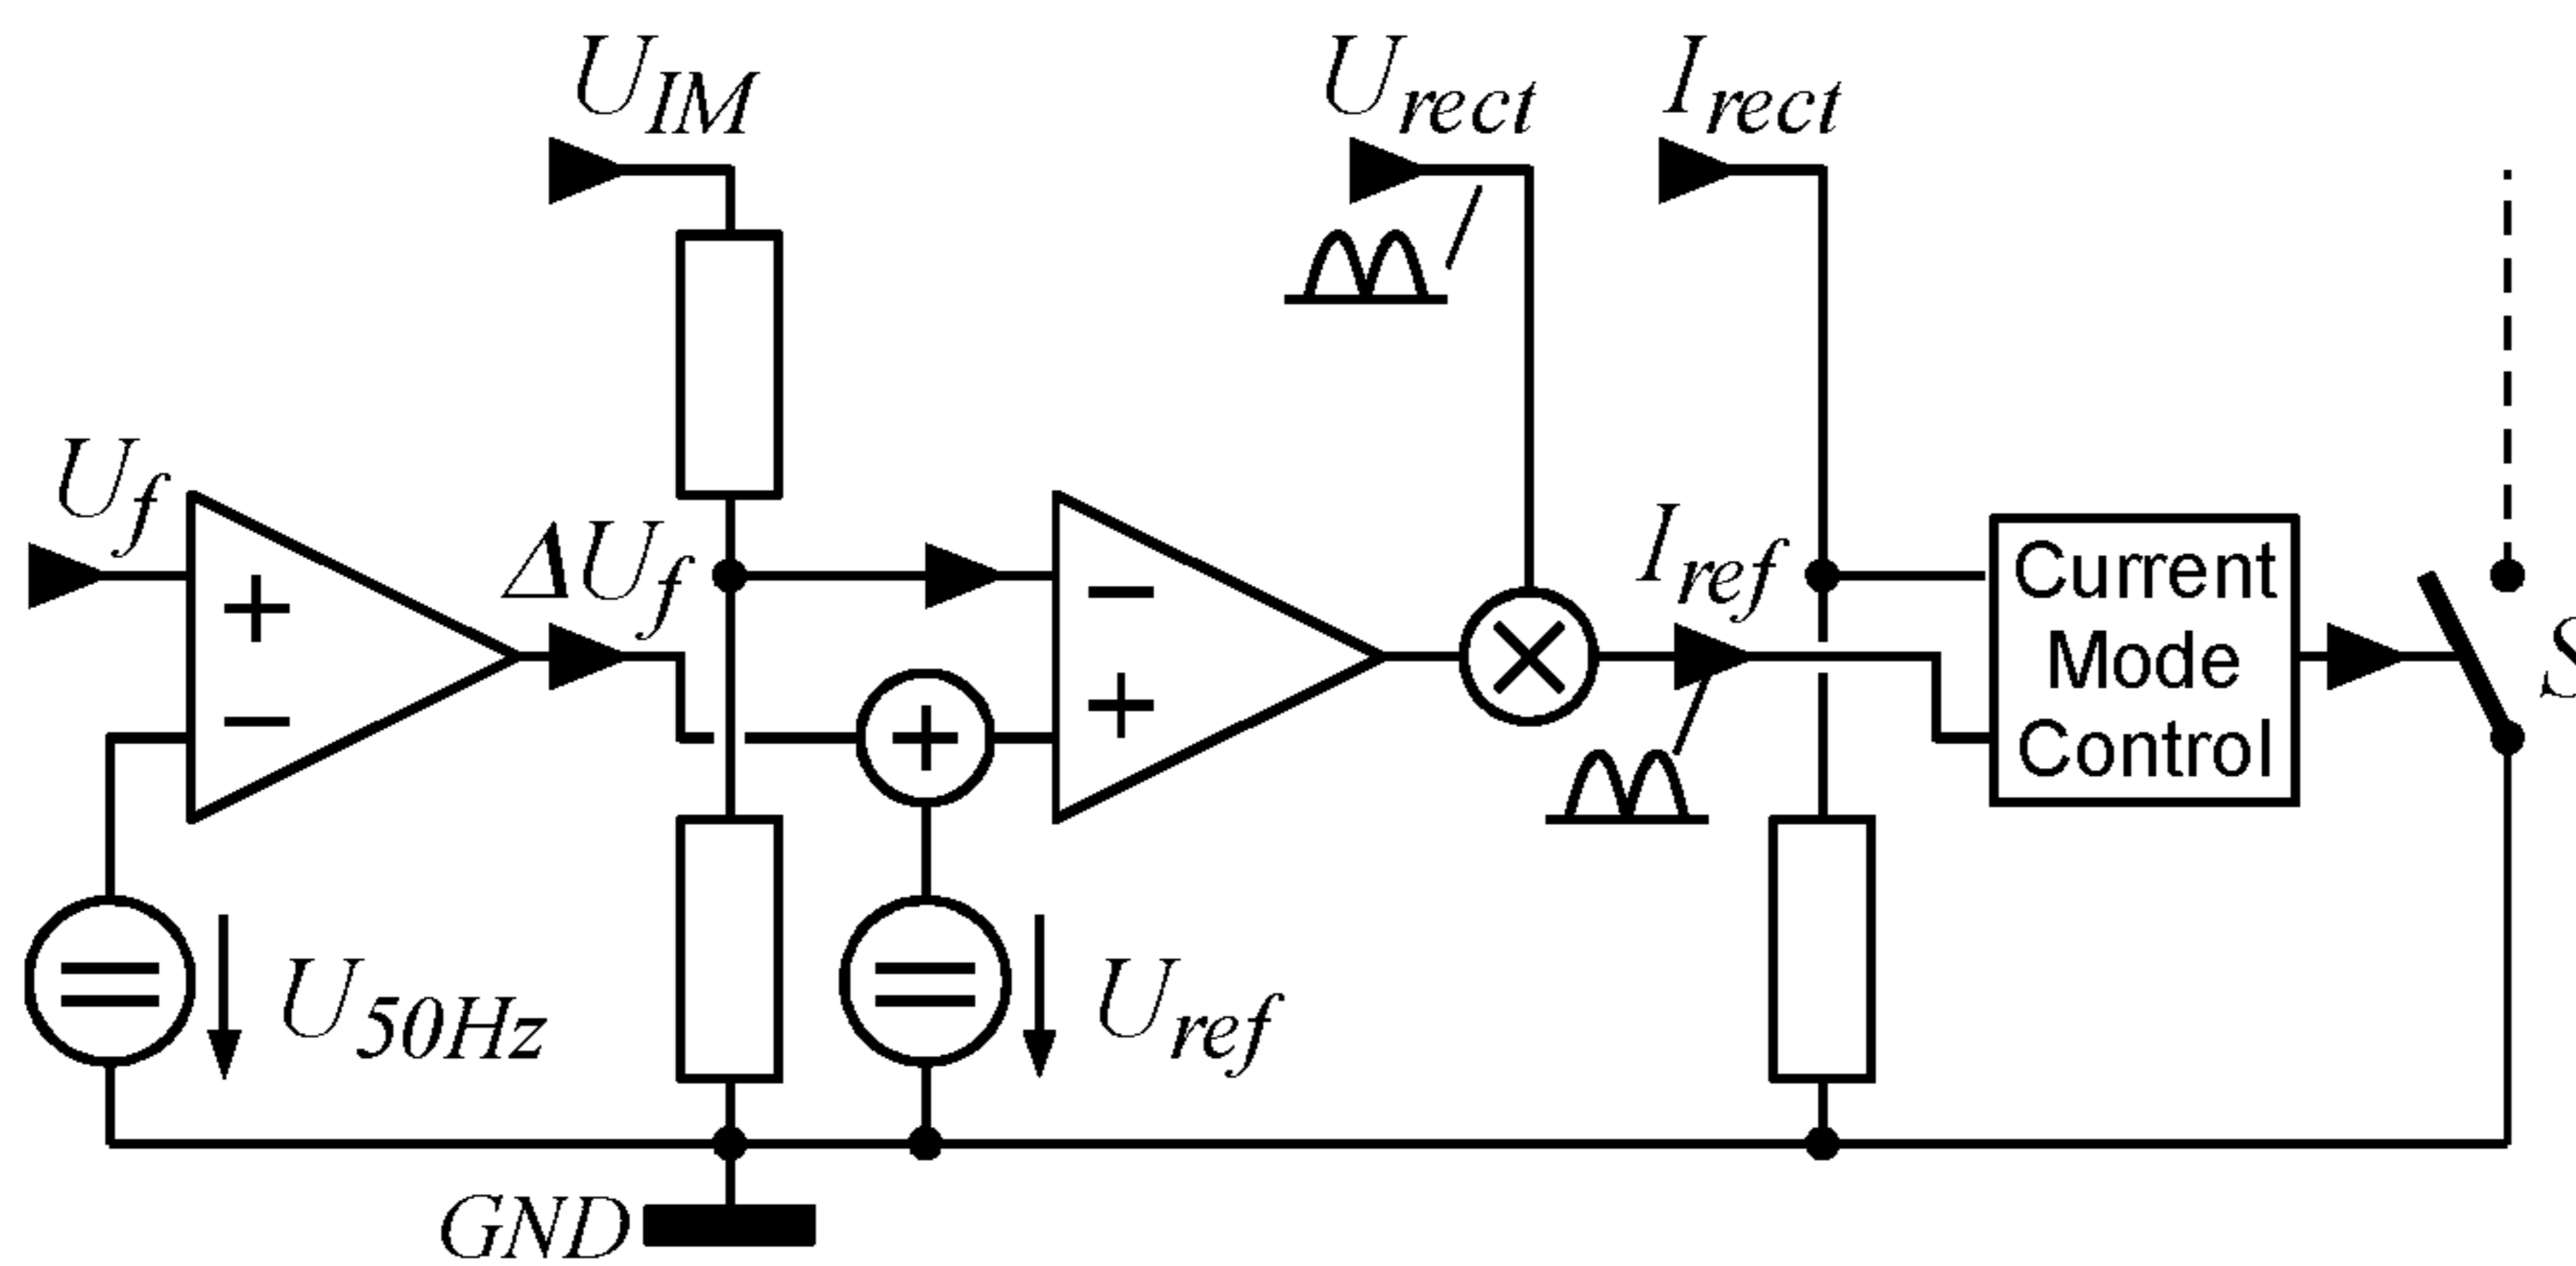 U_IM
U_rect
I_rect
U_f
+
−
ΔU_f
−
+
+
I_ref
Current
Mode
Control
S
U_50Hz
U_ref
GND